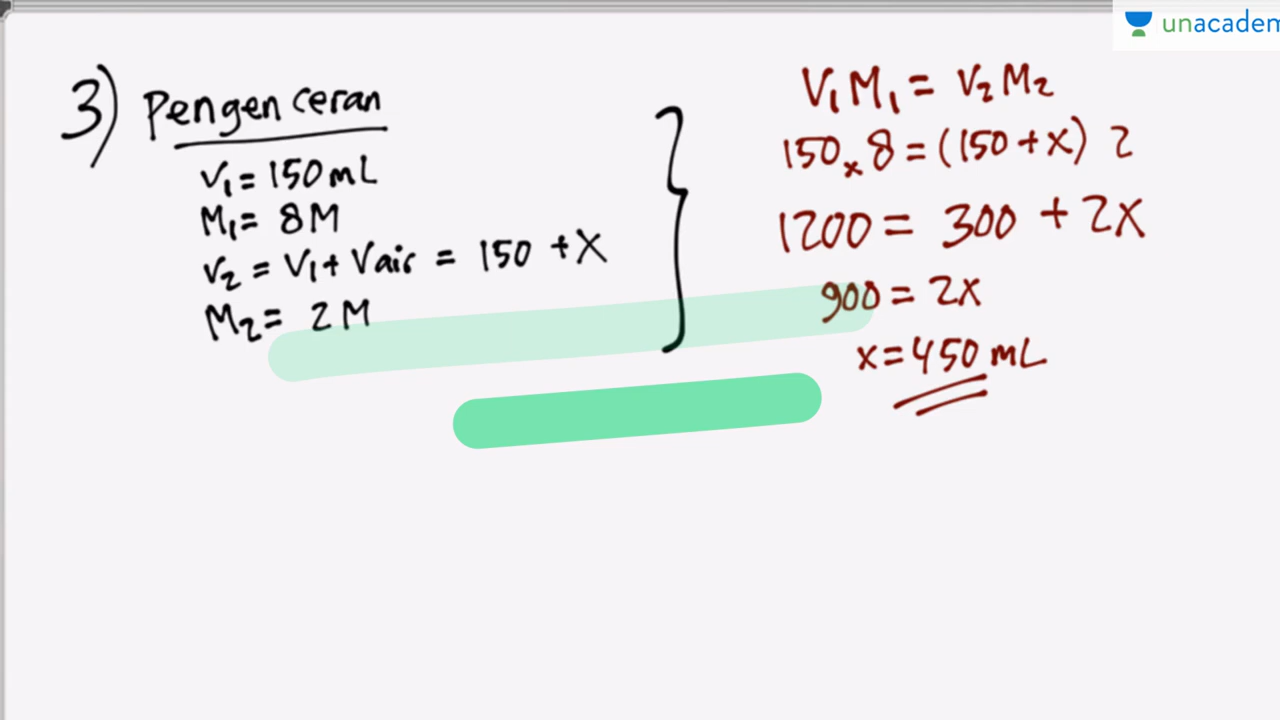 unacadem
3) Pengenceran
V₁ = 150 mL
M₁ = 8 M
V₂ = V₁ + Vair = 150 + X
M₂ = 2 M
V₁ M₁ = V₂ M₂
150 x 8 = (150 + x) 2
1200 = 300 + 2x
900 = 2x
x = 450 mL